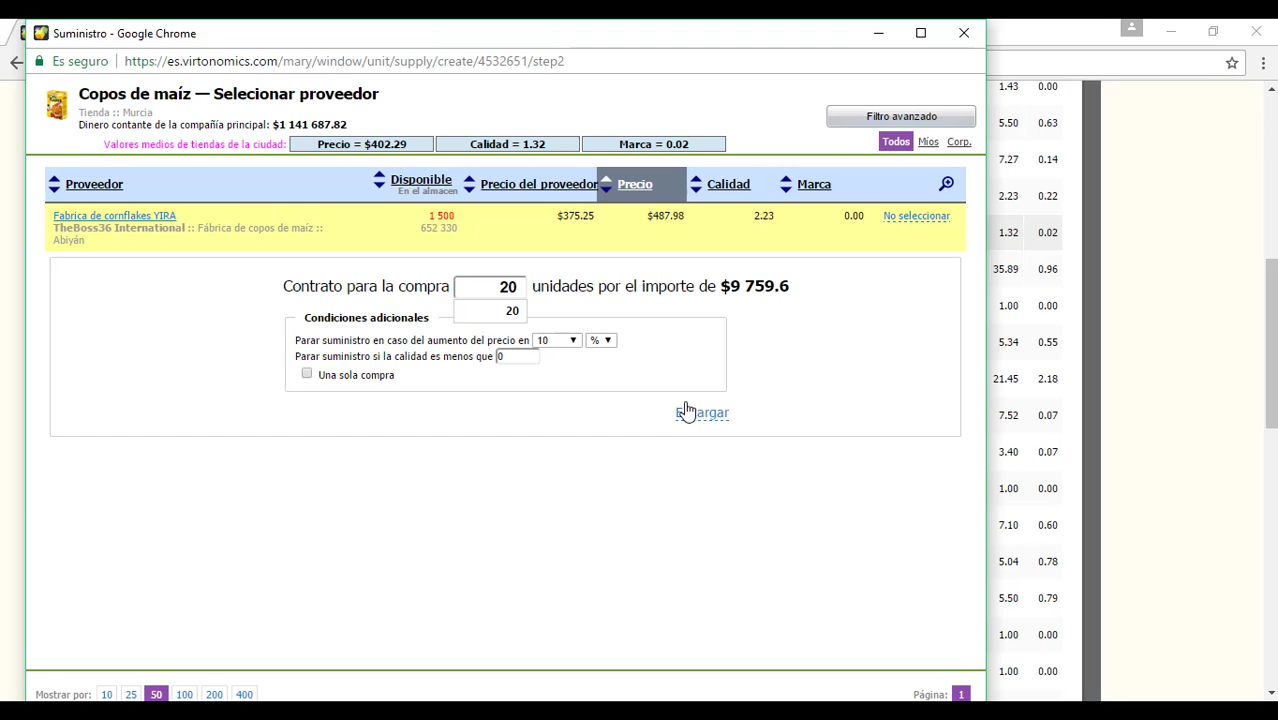 Suministro - Google Chrome
Es seguro https://es.virtonomics.com/mary/window/unit/supply/create/4532651/step2
Copos de maíz — Selecionar proveedor
Tienda :: Murcia
Dinero contante de la compañía principal: $1 141 687.82
Filtro avanzado
Valores medios de tiendas de la ciudad: Precio = $402.29 Calidad = 1.32 Marca = 0.02
Todos Míos Corp.
Proveedor Disponible Precio del proveedor Precio Calidad Marca
En el almacen
Fabrica de cornflakes YIRA 1 500 $375.25 $487.98 2.23 0.00 No seleccionar
TheBoss36 International :: Fábrica de copos de maíz :: 652 330
Abiyán
Contrato para la compra 20 unidades por el importe de $9 759.6
20
Condiciones adicionales
Parar suministro en caso del aumento del precio en 10 %
Parar suministro si la calidad es menos que 0
Una sola compra
Mostrar por: 10 25 50 100 200 400 Página: 1
1.43 0.00
5.50 0.63
7.27 0.14
2.23 0.22
1.32 0.02
35.89 0.96
1.00 0.00
5.34 0.55
21.45 2.18
7.52 0.07
3.40 0.07
1.00 0.00
7.10 0.60
5.04 0.78
5.50 0.79
1.00 0.00
1.00 0.00